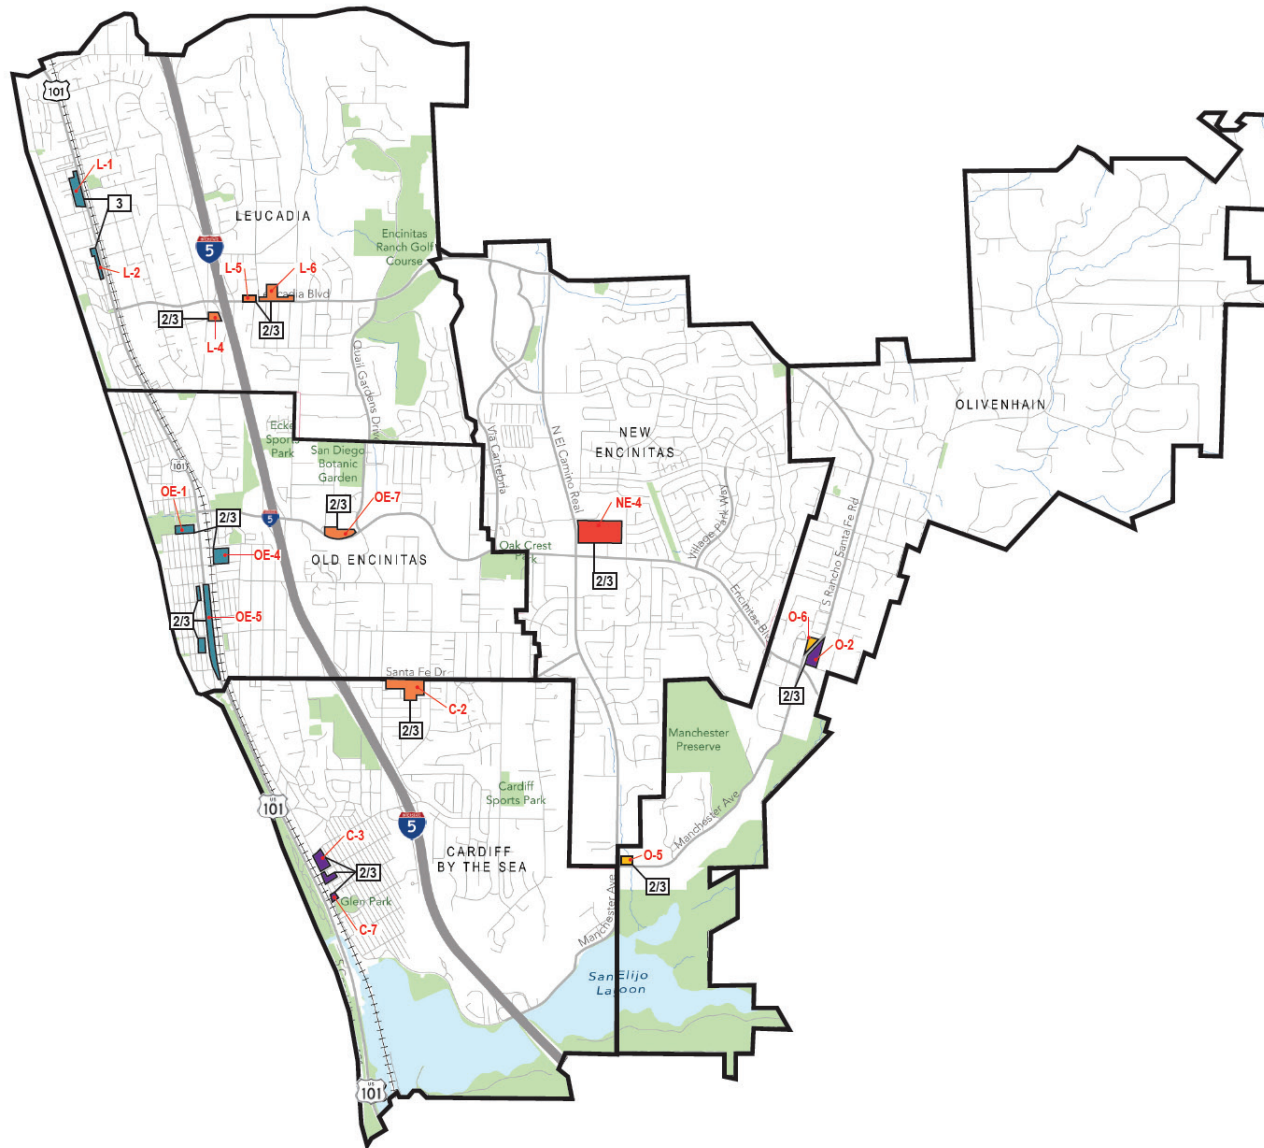 101
L-1
3
LEUCADIA
5
Encinitas
Ranch Golf
Course
L-2
L-5
L-6
cadia Blvd
2/3
2/3
L-4
Quail Gardens Drive
OLIVENHAIN
Ecke
Sports
Park
San Diego
Botanic
Garden
101
Via Cantebria
N El Camino Real
NEW
ENCINITAS
Village Park Way
S Rancho Santa Fe Rd
OE-1
2/3
5
2/3
OE-7
NE-4
OE-4
OLD ENCINITAS
Oak Crest
Park
2/3
Encinitas Blvd
2/3
OE-5
O-6
O-2
2/3
Santa Fe Dr
C-2
2/3
Manchester
Preserve
Cardiff
Sports Park
US
101
5
Manchester Ave
CARDIFF
BY THE SEA
C-3
2/3
O-5
2/3
Glen Park
C-7
Manchester Ave
San Elijo
Lagoon
US
101